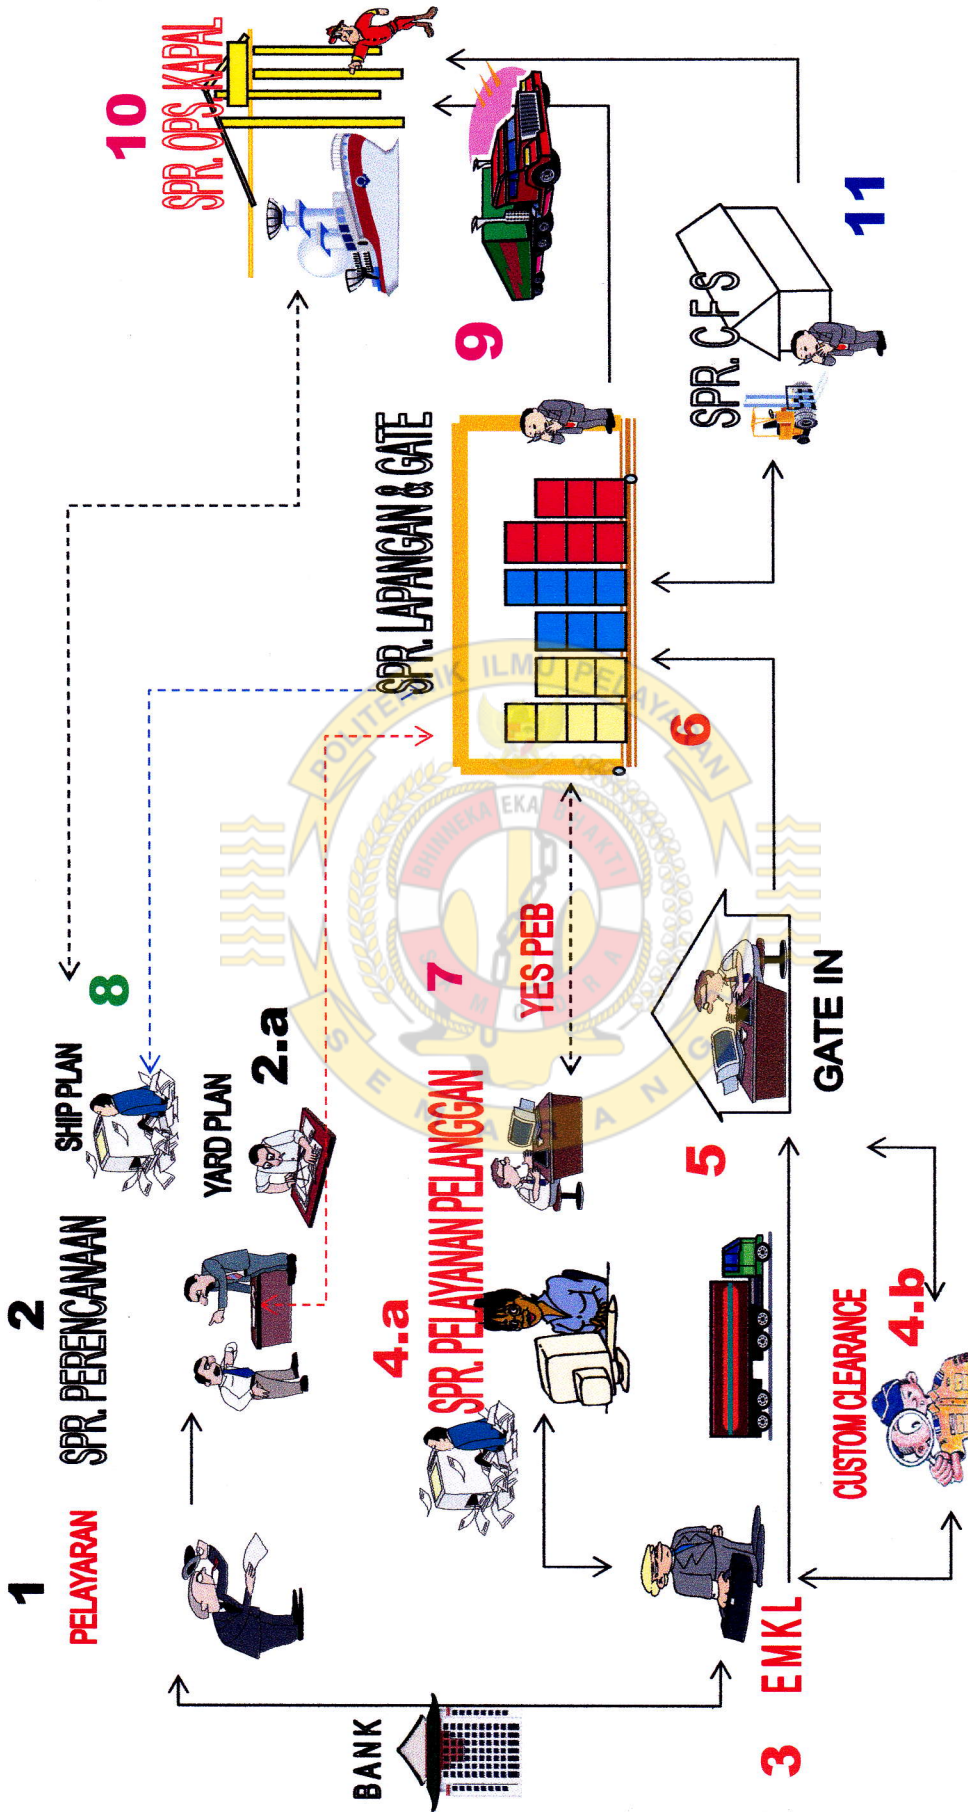 1
PELAYARAN
2
SPR. PERENCANAAN
SHIP PLAN
8
YARD PLAN
2.a
10
SPR. OPS. KAPAL
BANK
4.a
SPR. PELAYANAN PELANGGAN
7
YES PEB
SPR. LAPANGAN & GATE
9
3
EMKL
5
GATE IN
6
SPR. CFS
11
CUSTOM CLEARANCE
4.b
POLITEKNIK ILMU PELAYARAN
SEMARANG
BHINNEKA EKA BHAKTI
SAMUDRA